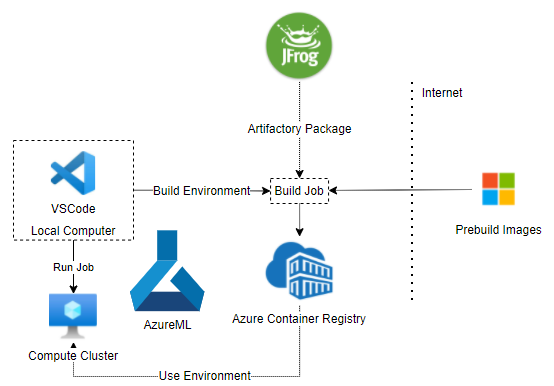 JFrog
Internet
Artifactory Package
VSCode
Build Environment
Build Job
Local Computer
Prebuild Images
Run Job
AzureML
Azure Container Registry
Compute Cluster
Use Environment